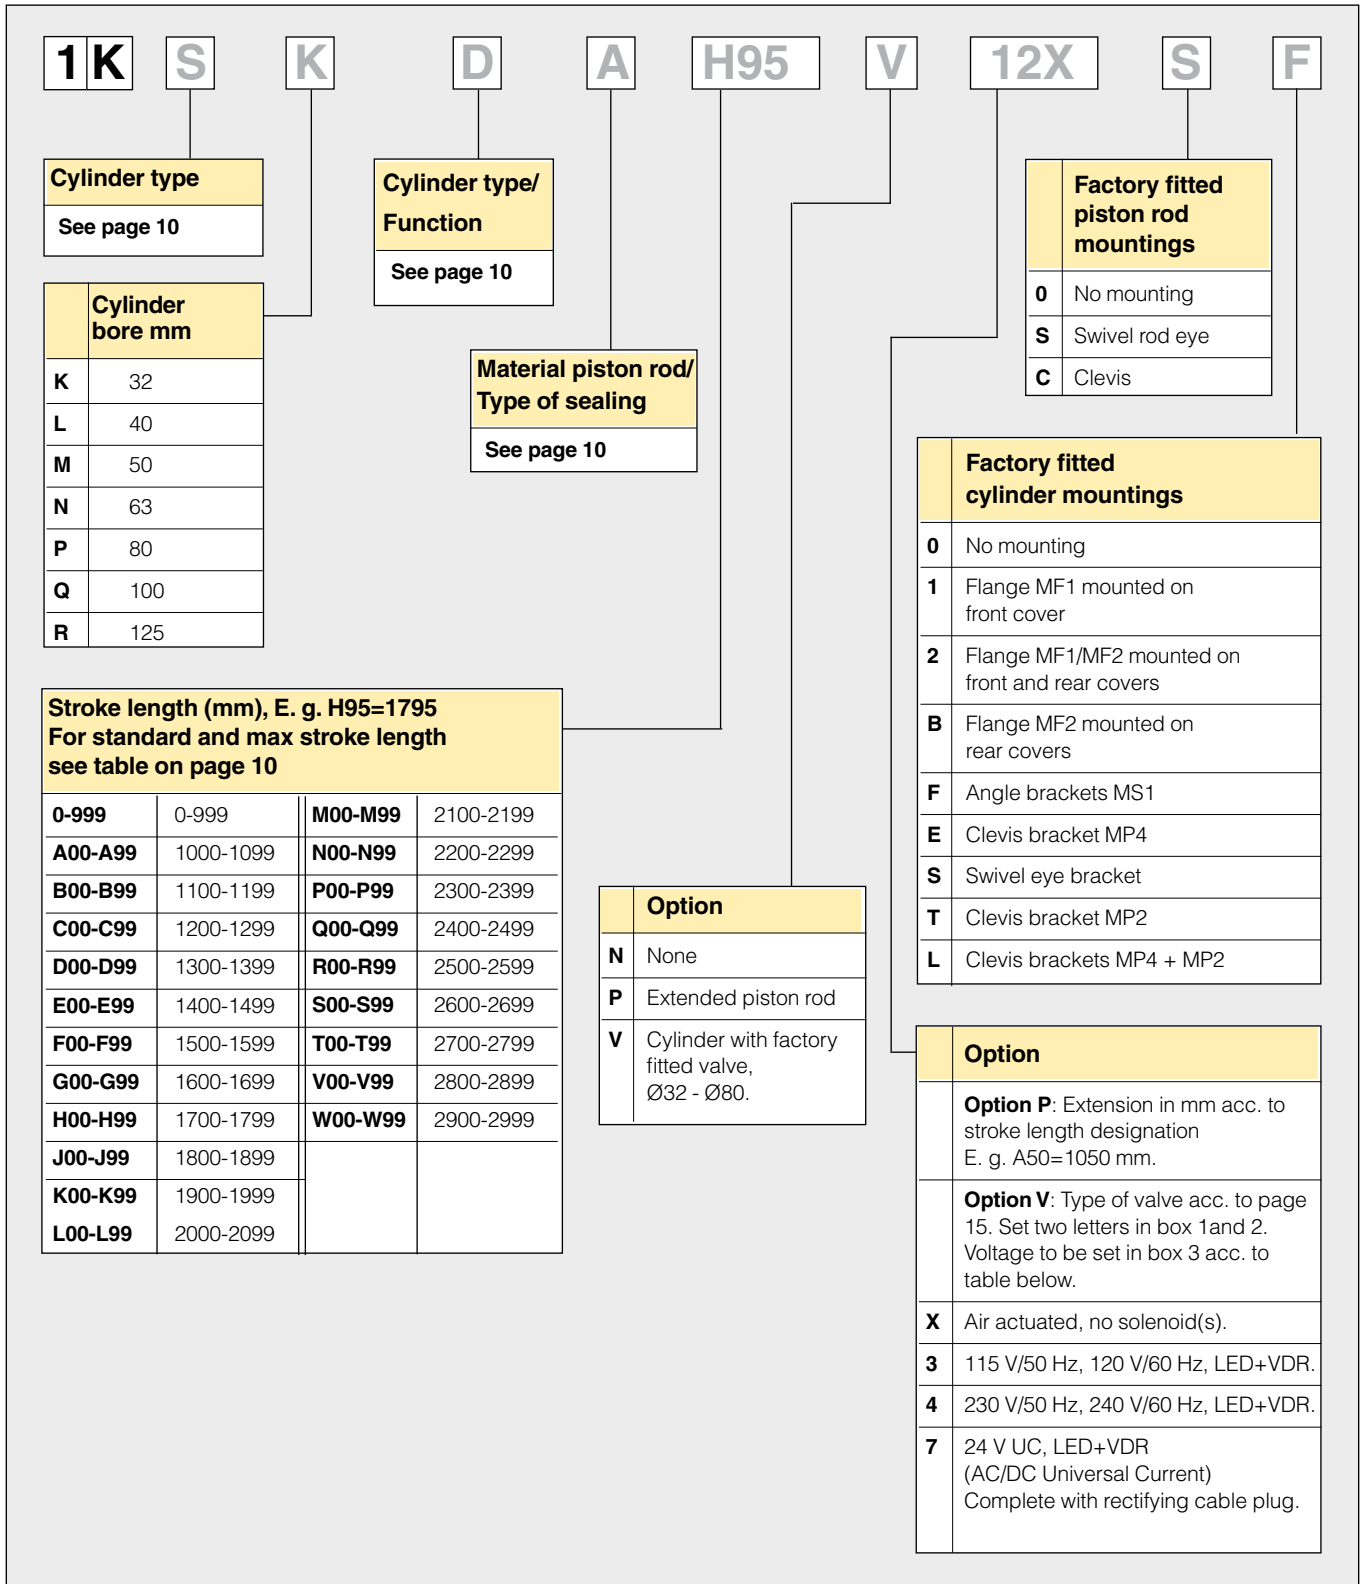 1 K S K D A H95 V 12X S F
Cylinder type
See page 10
Cylinder
bore mm
K 32
L 40
M 50
N 63
P 80
Q 100
R 125
Cylinder type/
Function
See page 10
Material piston rod/
Type of sealing
See page 10
Factory fitted
piston rod
mountings
0 No mounting
S Swivel rod eye
C Clevis
Factory fitted
cylinder mountings
0 No mounting
1 Flange MF1 mounted on
front cover
2 Flange MF1/MF2 mounted on
front and rear covers
B Flange MF2 mounted on
rear covers
F Angle brackets MS1
E Clevis bracket MP4
S Swivel eye bracket
T Clevis bracket MP2
L Clevis brackets MP4 + MP2
Stroke length (mm), E. g. H95=1795
For standard and max stroke length
see table on page 10
0-999 0-999 M00-M99 2100-2199
A00-A99 1000-1099 N00-N99 2200-2299
B00-B99 1100-1199 P00-P99 2300-2399
C00-C99 1200-1299 Q00-Q99 2400-2499
D00-D99 1300-1399 R00-R99 2500-2599
E00-E99 1400-1499 S00-S99 2600-2699
F00-F99 1500-1599 T00-T99 2700-2799
G00-G99 1600-1699 V00-V99 2800-2899
H00-H99 1700-1799 W00-W99 2900-2999
J00-J99 1800-1899
K00-K99 1900-1999
L00-L99 2000-2099
Option
N None
P Extended piston rod
V Cylinder with factory
fitted valve,
Ø32 - Ø80.
Option
Option P: Extension in mm acc. to
stroke length designation
E. g. A50=1050 mm.
Option V: Type of valve acc. to page
15. Set two letters in box 1and 2.
Voltage to be set in box 3 acc. to
table below.
X Air actuated, no solenoid(s).
3 115 V/50 Hz, 120 V/60 Hz, LED+VDR.
4 230 V/50 Hz, 240 V/60 Hz, LED+VDR.
7 24 V UC, LED+VDR
(AC/DC Universal Current)
Complete with rectifying cable plug.